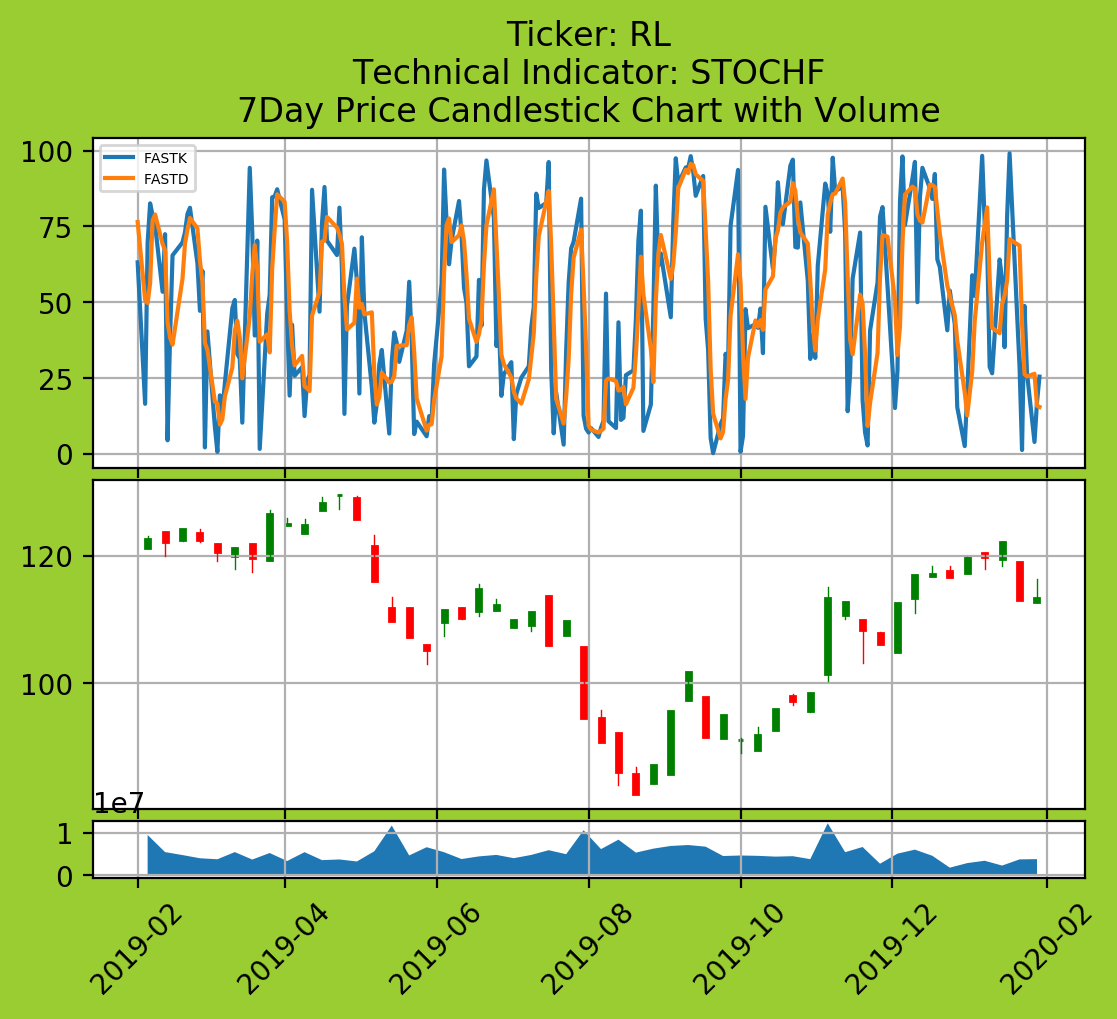 Ticker: RL
Technical Indicator: STOCHF
7Day Price Candlestick Chart with Volume
100
75
50
25
0
FASTK
FASTD
120
100
1e7
1
0
2019-02
2019-04
2019-06
2019-08
2019-10
2019-12
2020-02